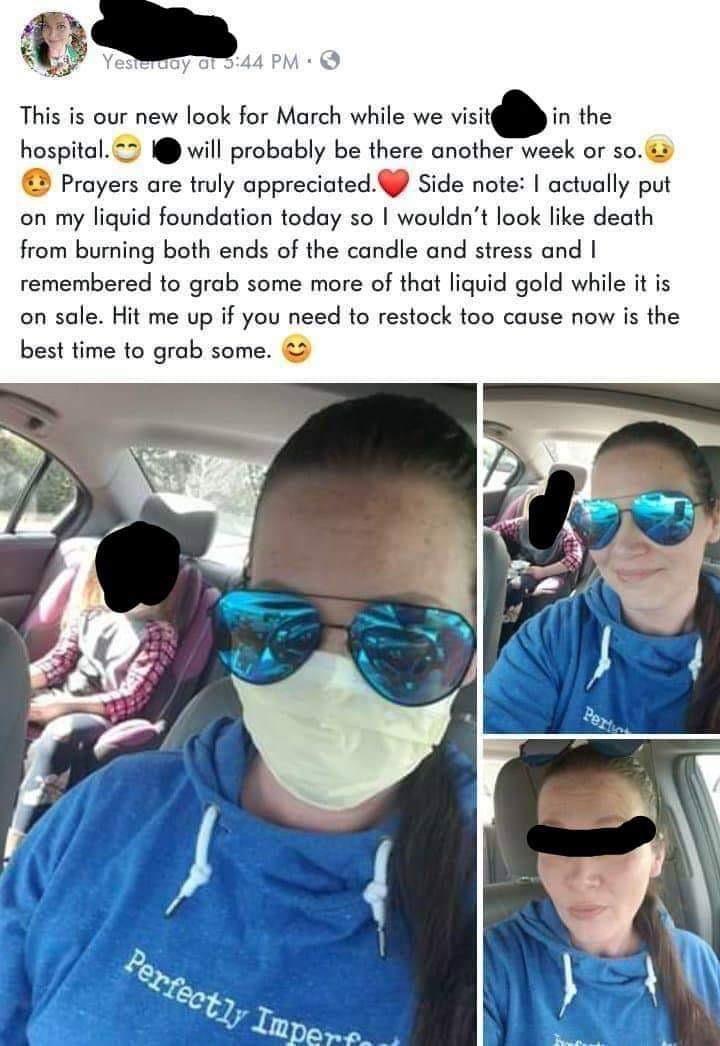 Yesterday at 5:44 PM ·
This is our new look for March while we visit in the
hospital.😁 will probably be there another week or so.🤕
🤒 Prayers are truly appreciated.❤️ Side note: I actually put
on my liquid foundation today so I wouldn't look like death
from burning both ends of the candle and stress and I
remembered to grab some more of that liquid gold while it is
on sale. Hit me up if you need to restock too cause now is the
best time to grab some. 😊
Perfectly Imperfe
Perfect